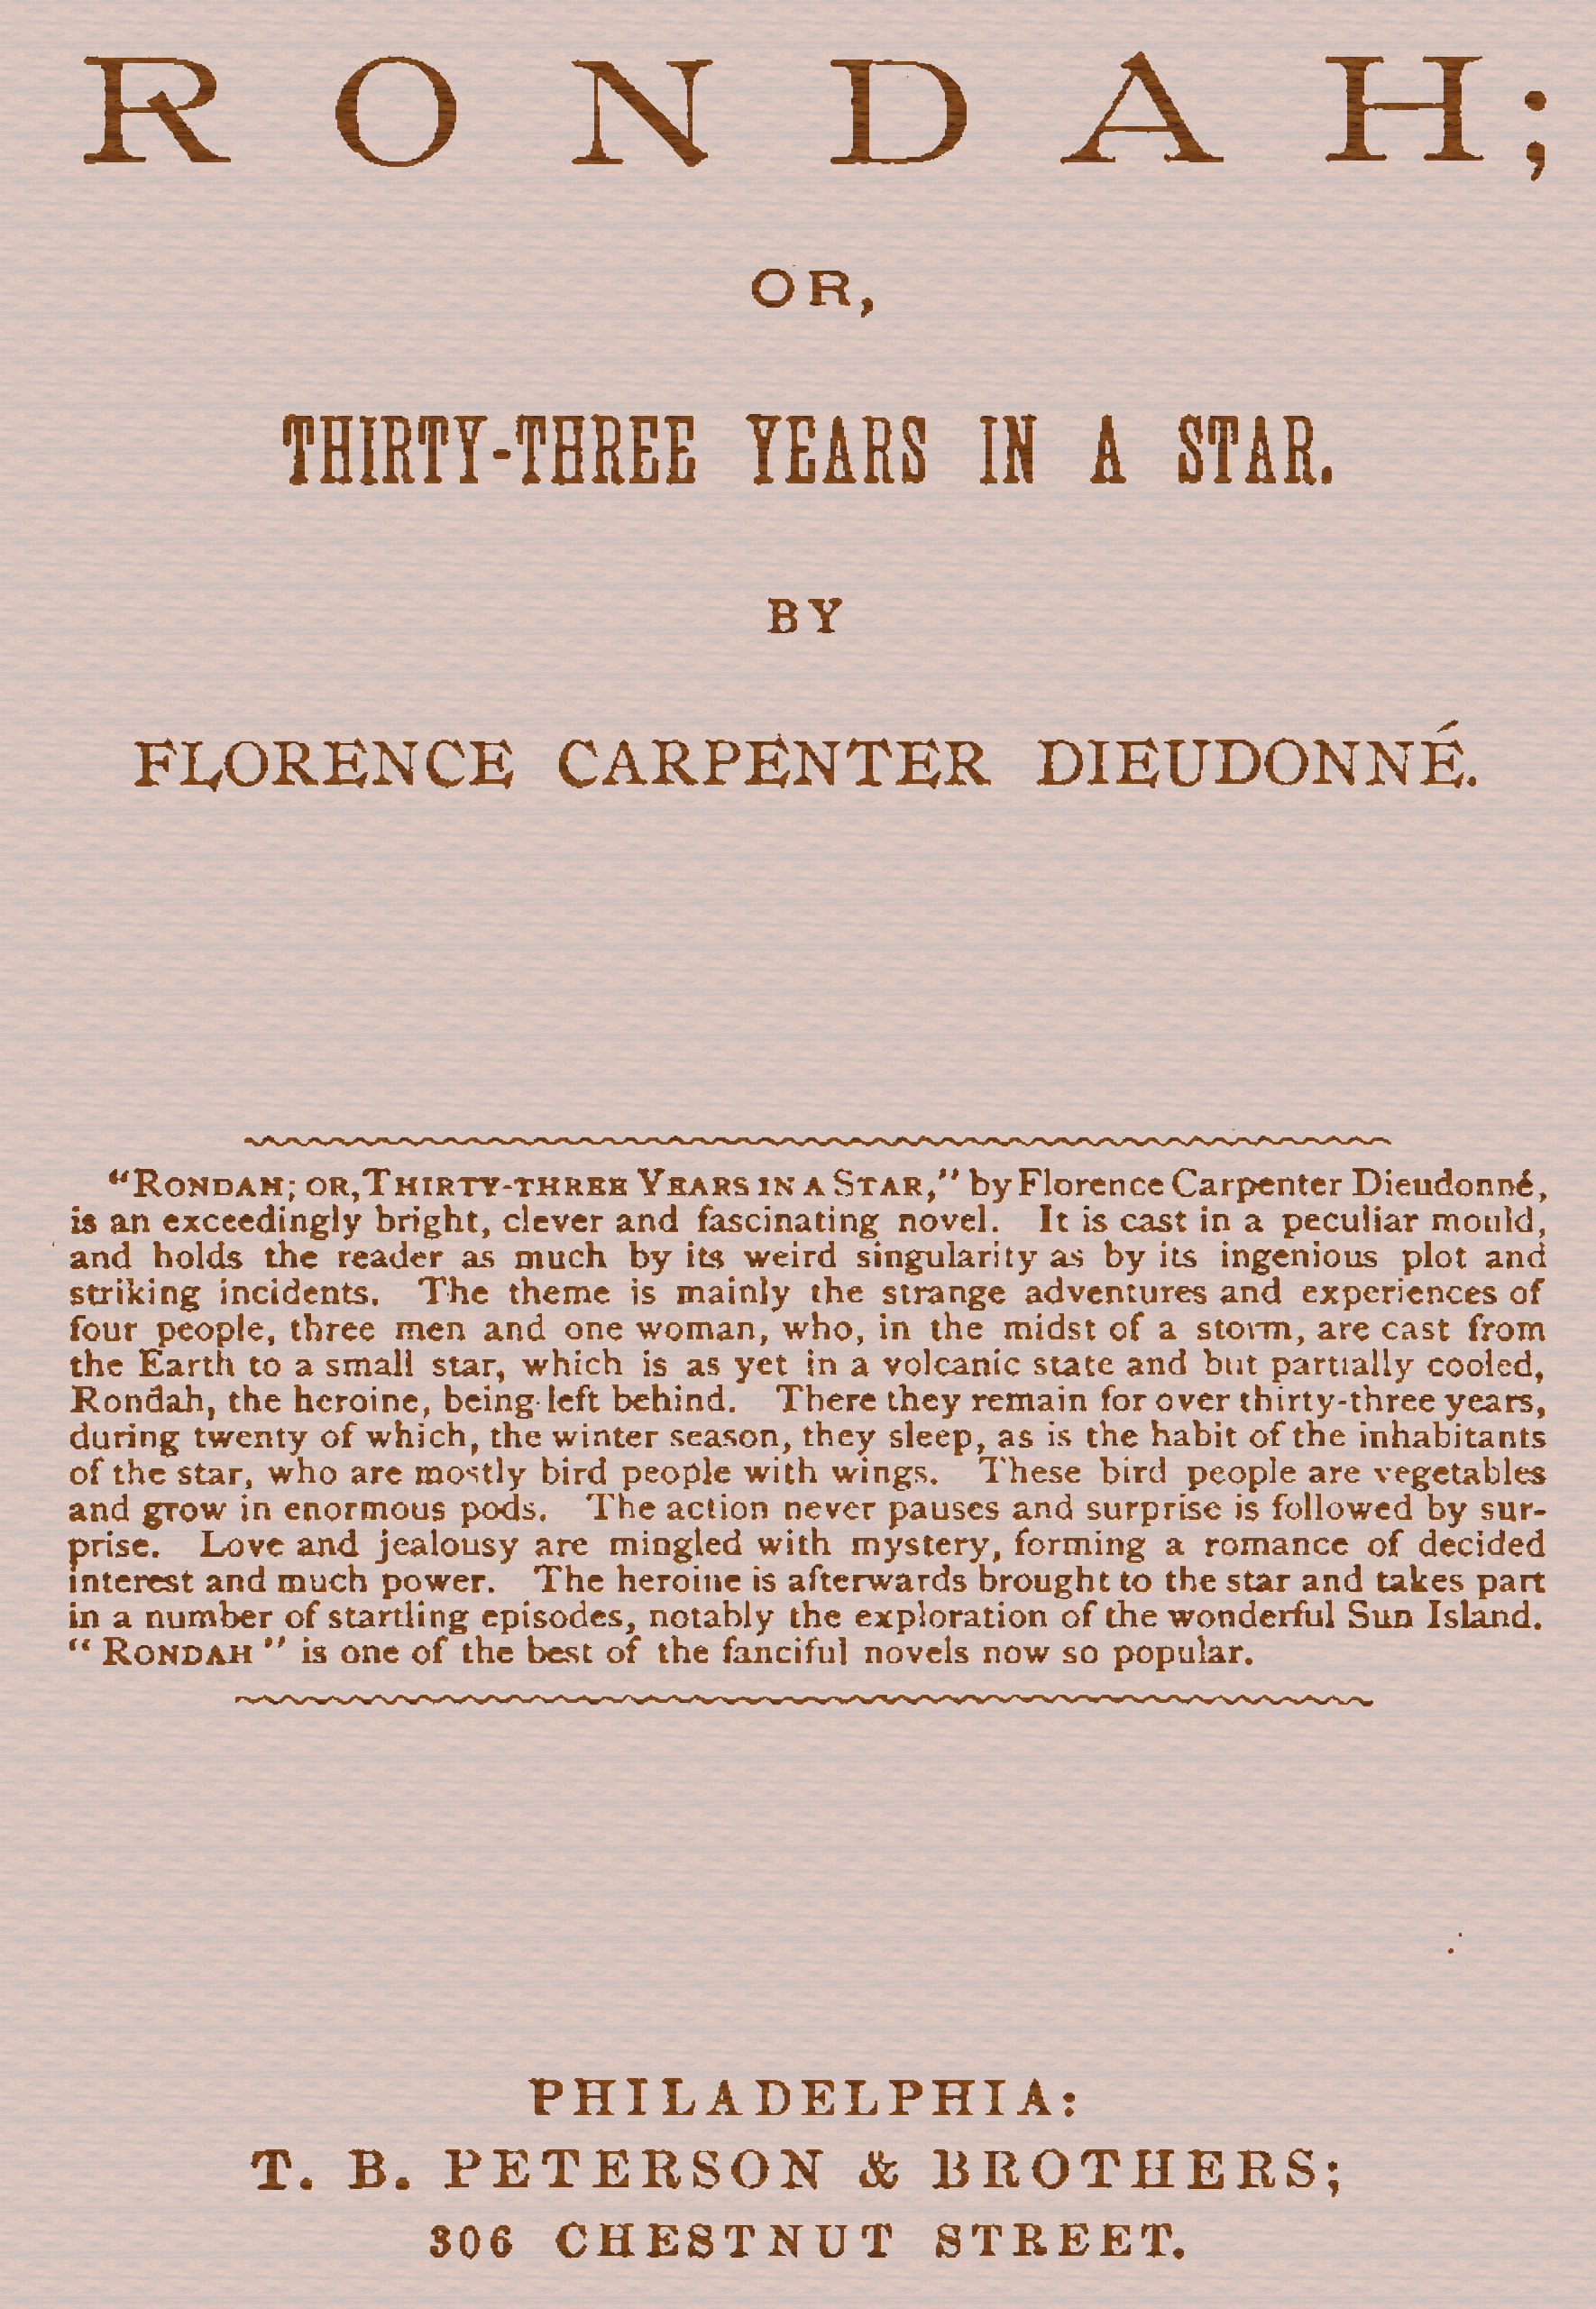 RONDAH;
OR,
THIRTY-THREE YEARS IN A STAR.
BY
FLORENCE CARPENTER DIEUDONNÉ.
"RONDAH; OR, THIRTY-THREE YEARS IN A STAR," by Florence Carpenter Dieudonné,
is an exceedingly bright, clever and fascinating novel. It is cast in a peculiar mould,
and holds the reader as much by its weird singularity as by its ingenious plot and
striking incidents. The theme is mainly the strange adventures and experiences of
four people, three men and one woman, who, in the midst of a storm, are cast from
the Earth to a small star, which is as yet in a volcanic state and but partially cooled,
Rondah, the heroine, being left behind. There they remain for over thirty-three years,
during twenty of which, the winter season, they sleep, as is the habit of the inhabitants
of the star, who are mostly bird people with wings. These bird people are vegetables
and grow in enormous pods. The action never pauses and surprise is followed by sur-
prise. Love and jealousy are mingled with mystery, forming a romance of decided
interest and much power. The heroine is afterwards brought to the star and takes part
in a number of startling episodes, notably the exploration of the wonderful Sun Island.
"RONDAH" is one of the best of the fanciful novels now so popular.
PHILADELPHIA:
T. B. PETERSON & BROTHERS;
306 CHESTNUT STREET.